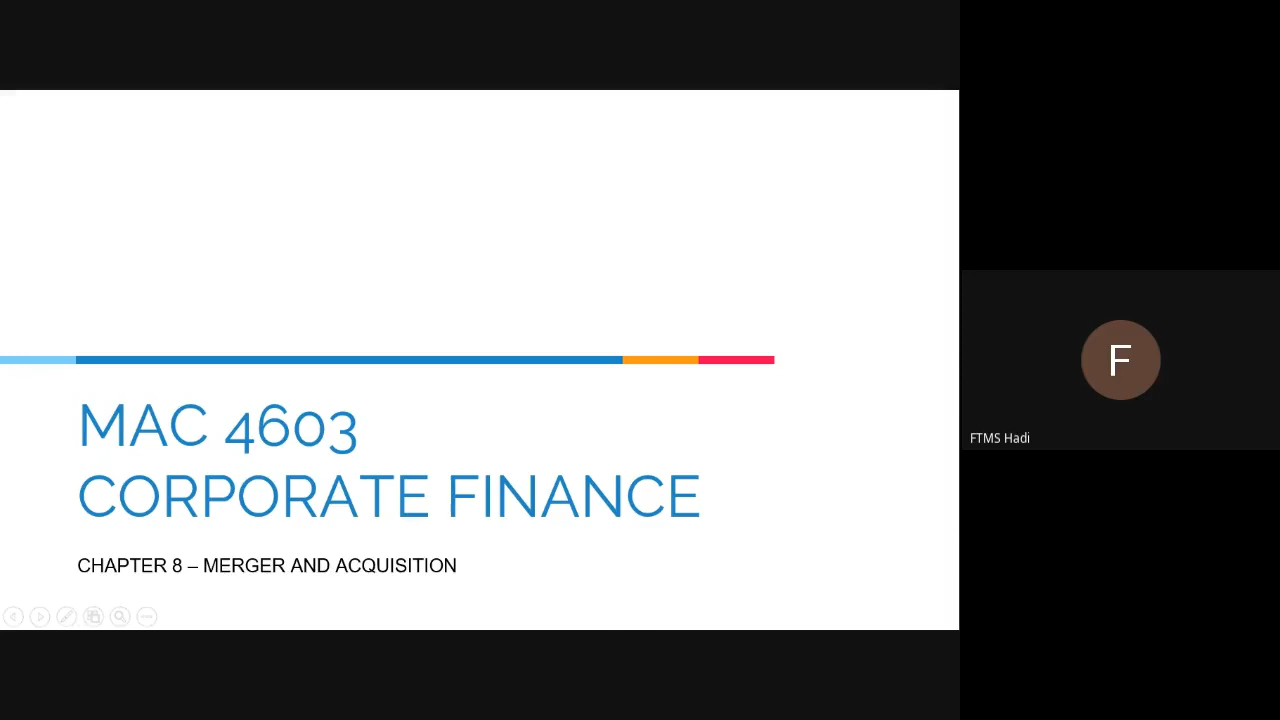 MAC 4603
CORPORATE FINANCE
CHAPTER 8 – MERGER AND ACQUISITION
F
FTMS Hadi